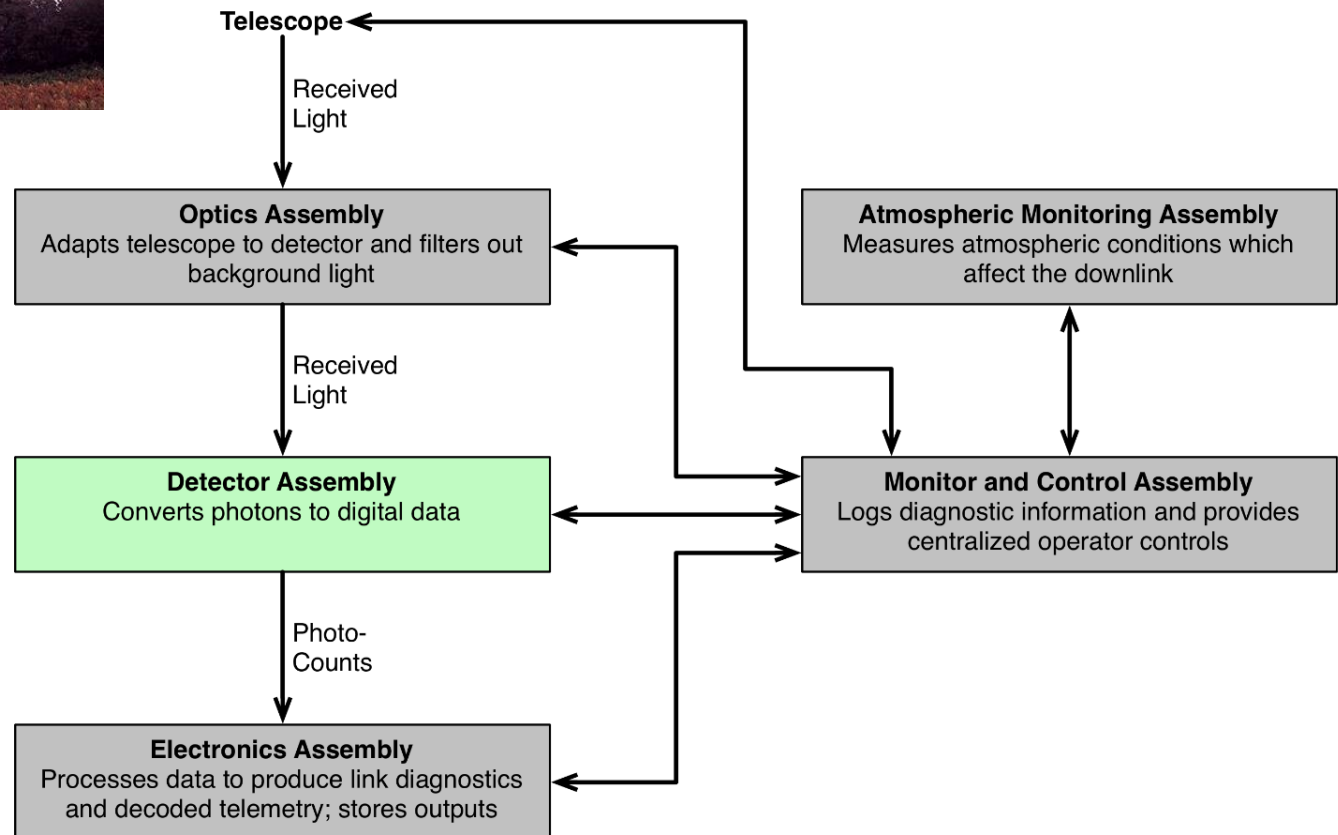 Telescope
Received
Light
Optics Assembly
Adapts telescope to detector and filters out
background light
Atmospheric Monitoring Assembly
Measures atmospheric conditions which
affect the downlink
Received
Light
Detector Assembly
Converts photons to digital data
Monitor and Control Assembly
Logs diagnostic information and provides
centralized operator controls
Photo-
Counts
Electronics Assembly
Processes data to produce link diagnostics
and decoded telemetry; stores outputs